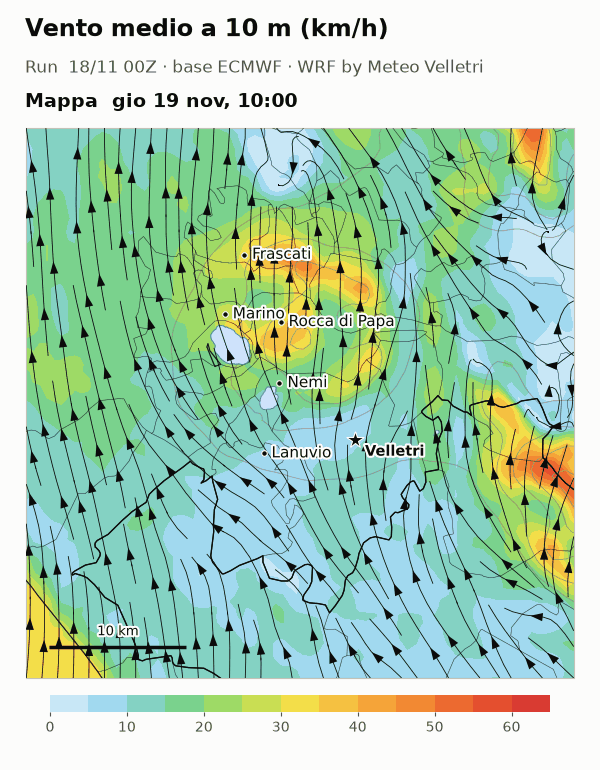 Vento medio a 10 m (km/h)
Run  18/11 00Z · base ECMWF · WRF by Meteo Velletri
Mappa  gio 19 nov, 10:00
Frascati
Marino
Rocca di Papa
Nemi
Velletri
Lanuvio
10 km
0 10 20 30 40 50 60